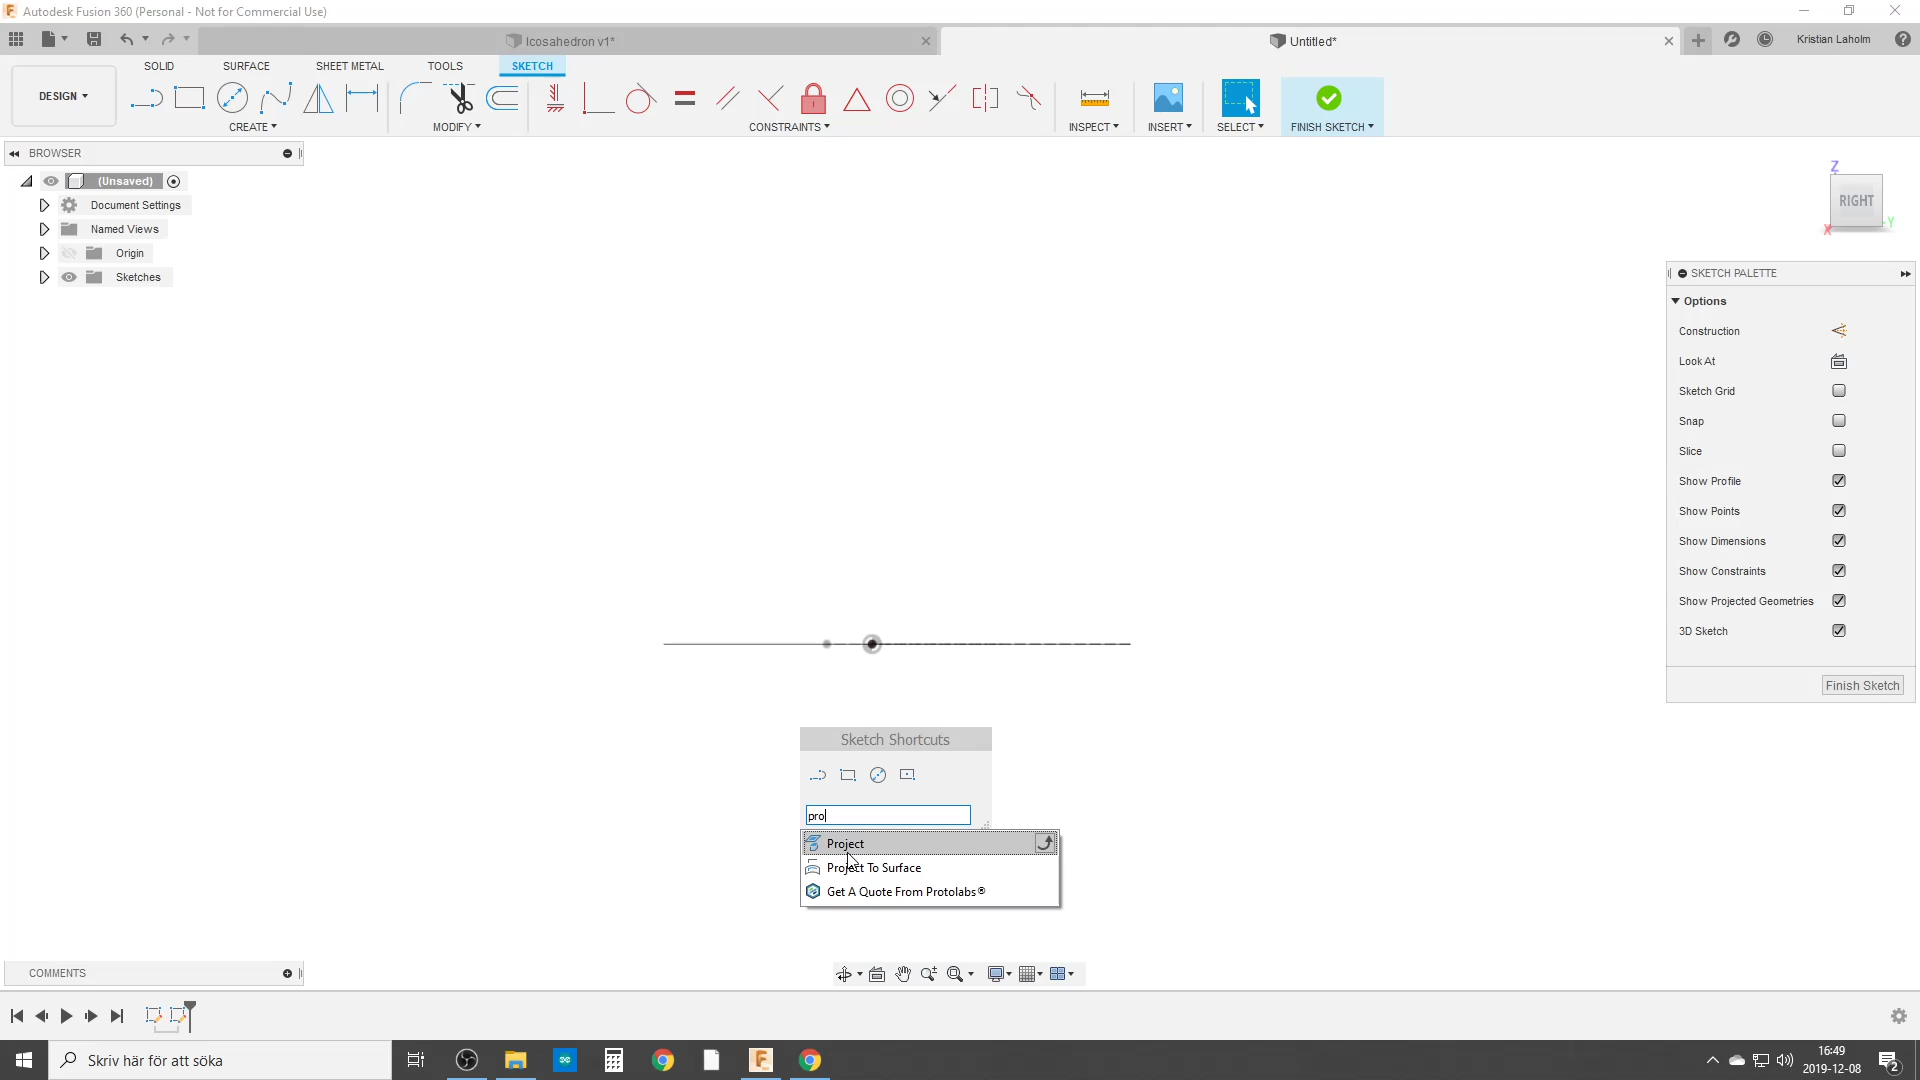 Autodesk Fusion 360 (Personal - Not for Commercial Use)
Icosahedron v1*
Untitled*
Kristian Laholm
SOLID
SURFACE
SHEET METAL
TOOLS
SKETCH
DESIGN
CREATE
MODIFY
CONSTRAINTS
INSPECT
INSERT
SELECT
FINISH SKETCH
BROWSER
(Unsaved)
Document Settings
Named Views
Origin
Sketches
Z
RIGHT
X
Y
SKETCH PALETTE
Options
Construction
Look At
Sketch Grid
Snap
Slice
Show Profile
Show Points
Show Dimensions
Show Constraints
Show Projected Geometries
3D Sketch
Finish Sketch
Sketch Shortcuts
pro
Project
Project To Surface
Get A Quote From Protolabs®
COMMENTS
Skriv här för att söka
16:49
2019-12-08
2